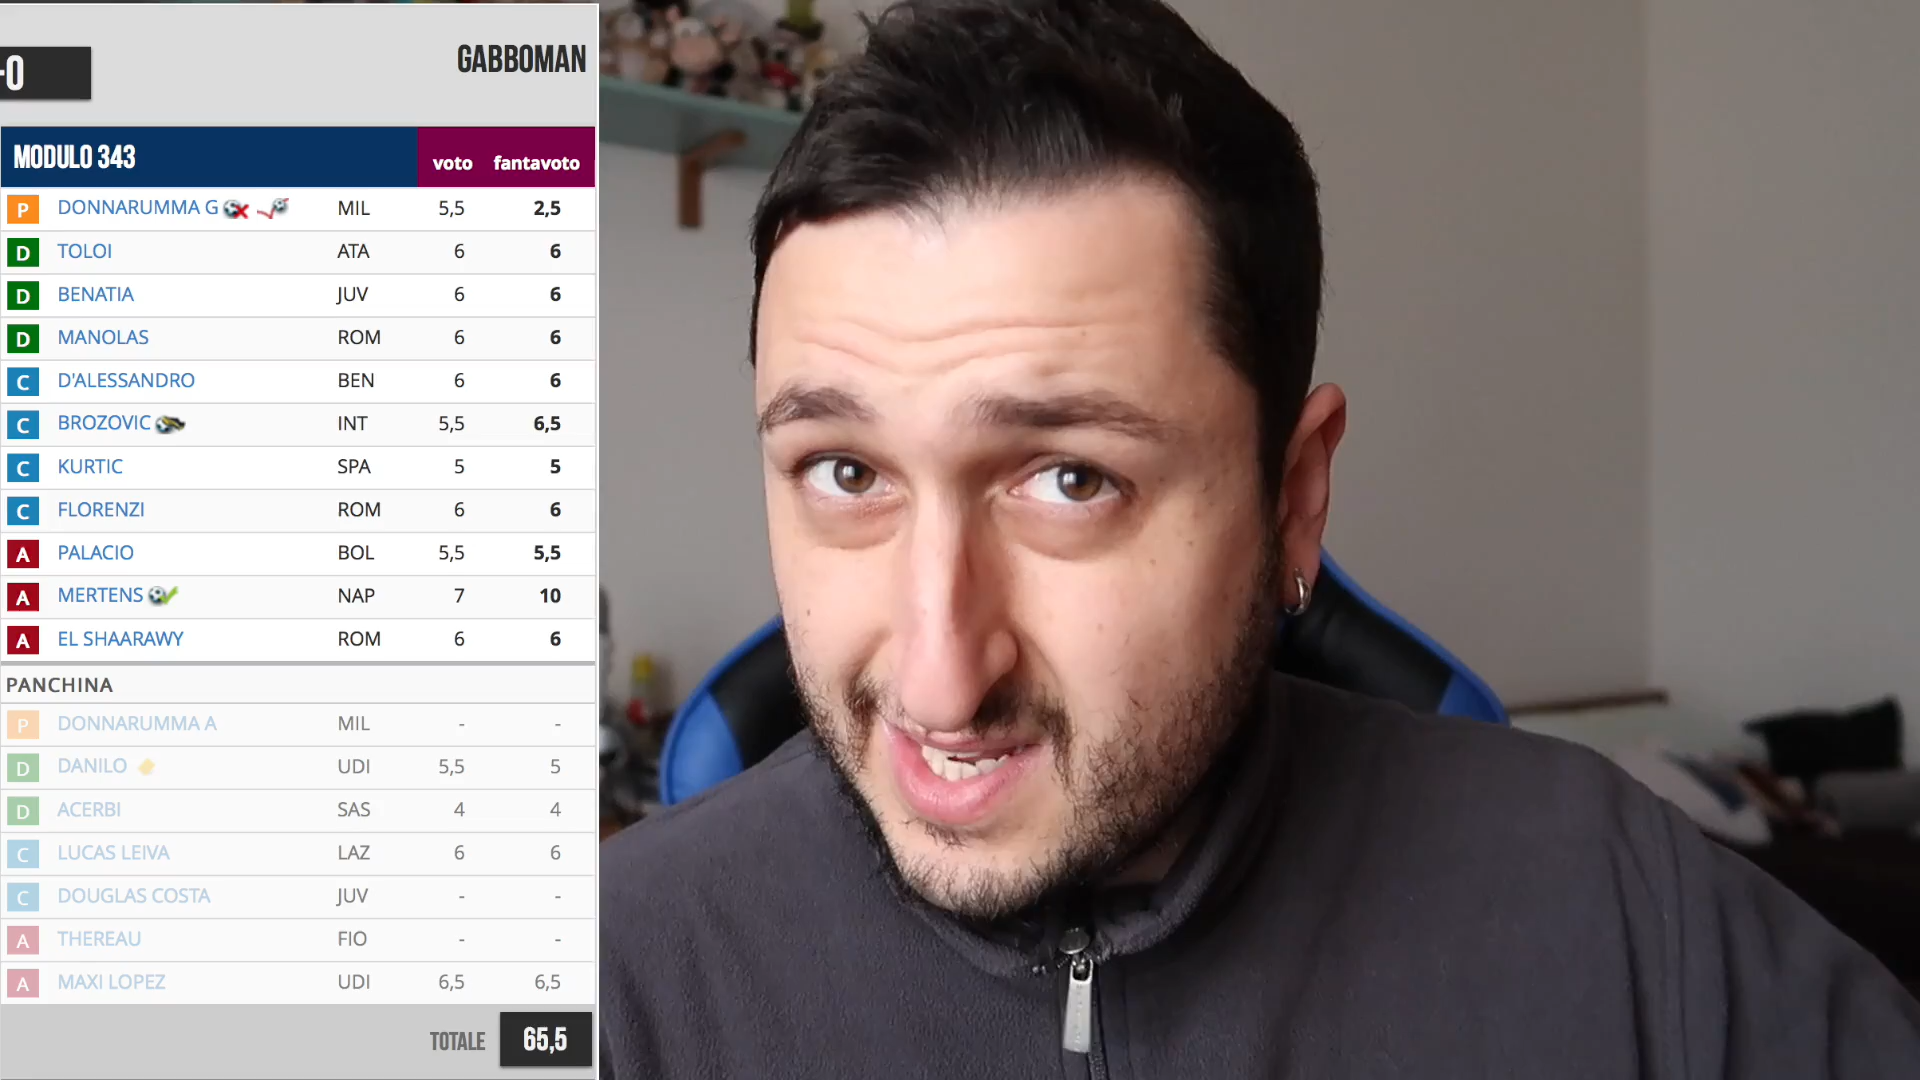 -0
GABBOMAN
MODULO 343 voto fantavoto
P DONNARUMMA G MIL 5,5 2,5
D TOLOI ATA 6 6
D BENATIA JUV 6 6
D MANOLAS ROM 6 6
C D'ALESSANDRO BEN 6 6
C BROZOVIC INT 5,5 6,5
C KURTIC SPA 5 5
C FLORENZI ROM 6 6
A PALACIO BOL 5,5 5,5
A MERTENS NAP 7 10
A EL SHAARAWY ROM 6 6
PANCHINA
P DONNARUMMA A MIL - -
D DANILO UDI 5,5 5
D ACERBI SAS 4 4
C LUCAS LEIVA LAZ 6 6
C DOUGLAS COSTA JUV - -
A THEREAU FIO - -
A MAXI LOPEZ UDI 6,5 6,5
TOTALE 65,5